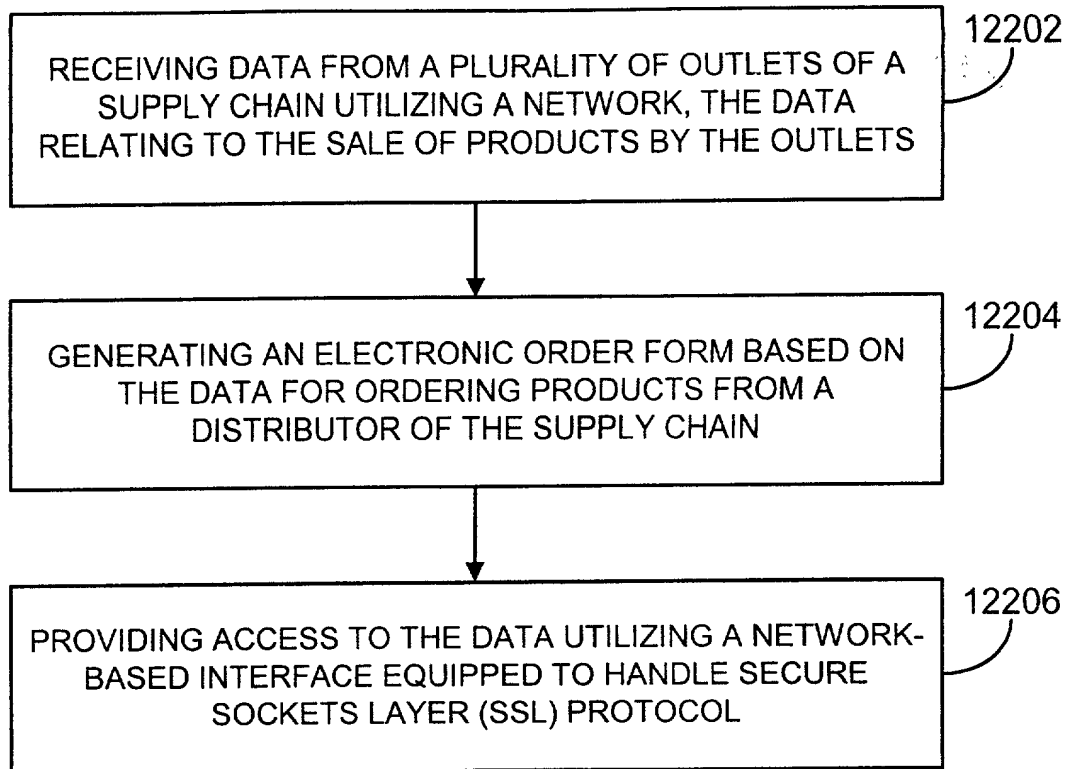 12202
RECEIVING DATA FROM A PLURALITY OF OUTLETS OF A
SUPPLY CHAIN UTILIZING A NETWORK, THE DATA
RELATING TO THE SALE OF PRODUCTS BY THE OUTLETS
12204
GENERATING AN ELECTRONIC ORDER FORM BASED ON
THE DATA FOR ORDERING PRODUCTS FROM A
DISTRIBUTOR OF THE SUPPLY CHAIN
12206
PROVIDING ACCESS TO THE DATA UTILIZING A NETWORK-
BASED INTERFACE EQUIPPED TO HANDLE SECURE
SOCKETS LAYER (SSL) PROTOCOL